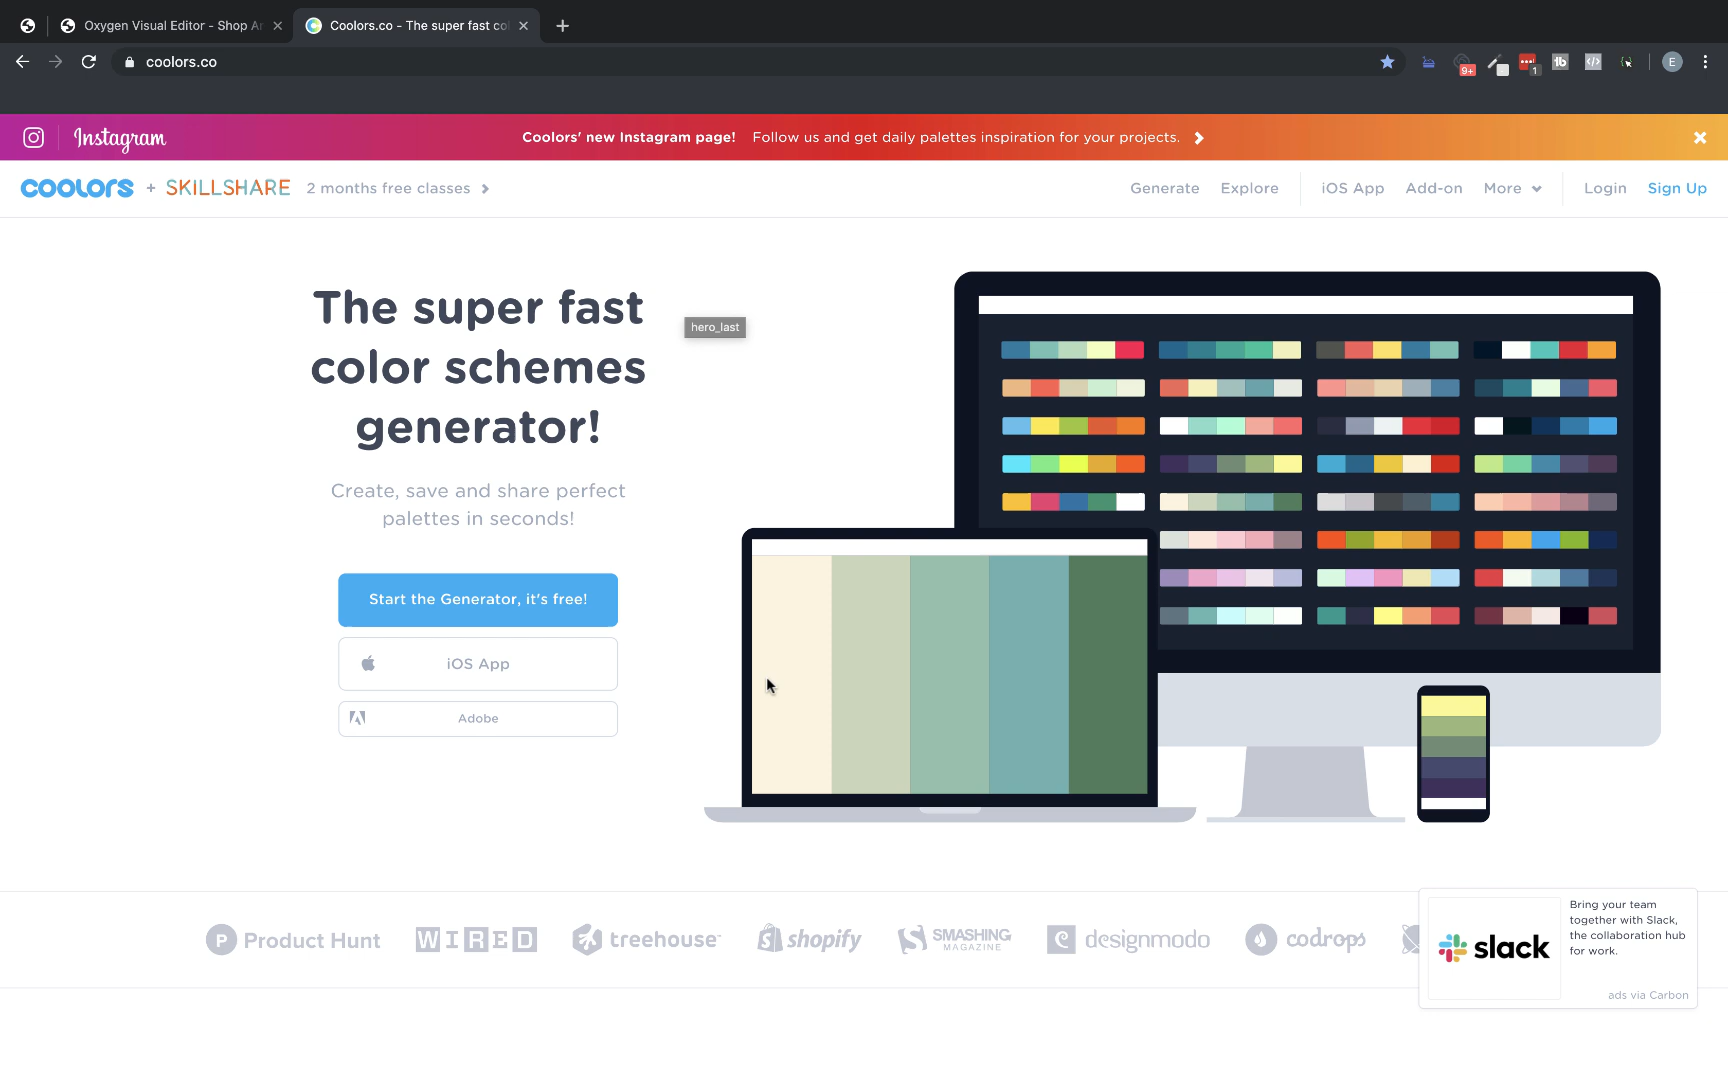 Oxygen Visual Editor - Shop Ar
Coolors.co - The super fast co
coolors.co
9+
1
E
Instagram
Coolors' new Instagram page! Follow us and get daily palettes inspiration for your projects.
coolors + SKILLSHARE 2 months free classes
Generate Explore iOS App Add-on More Login Sign Up
The super fast
color schemes
generator!
hero_last
Create, save and share perfect
palettes in seconds!
Start the Generator, it's free!
iOS App
Adobe
P Product Hunt WIRED treehouse™ shopify SMASHING MAGAZINE designmodo codrops
slack
Bring your team
together with Slack,
the collaboration hub
for work.
ads via Carbon